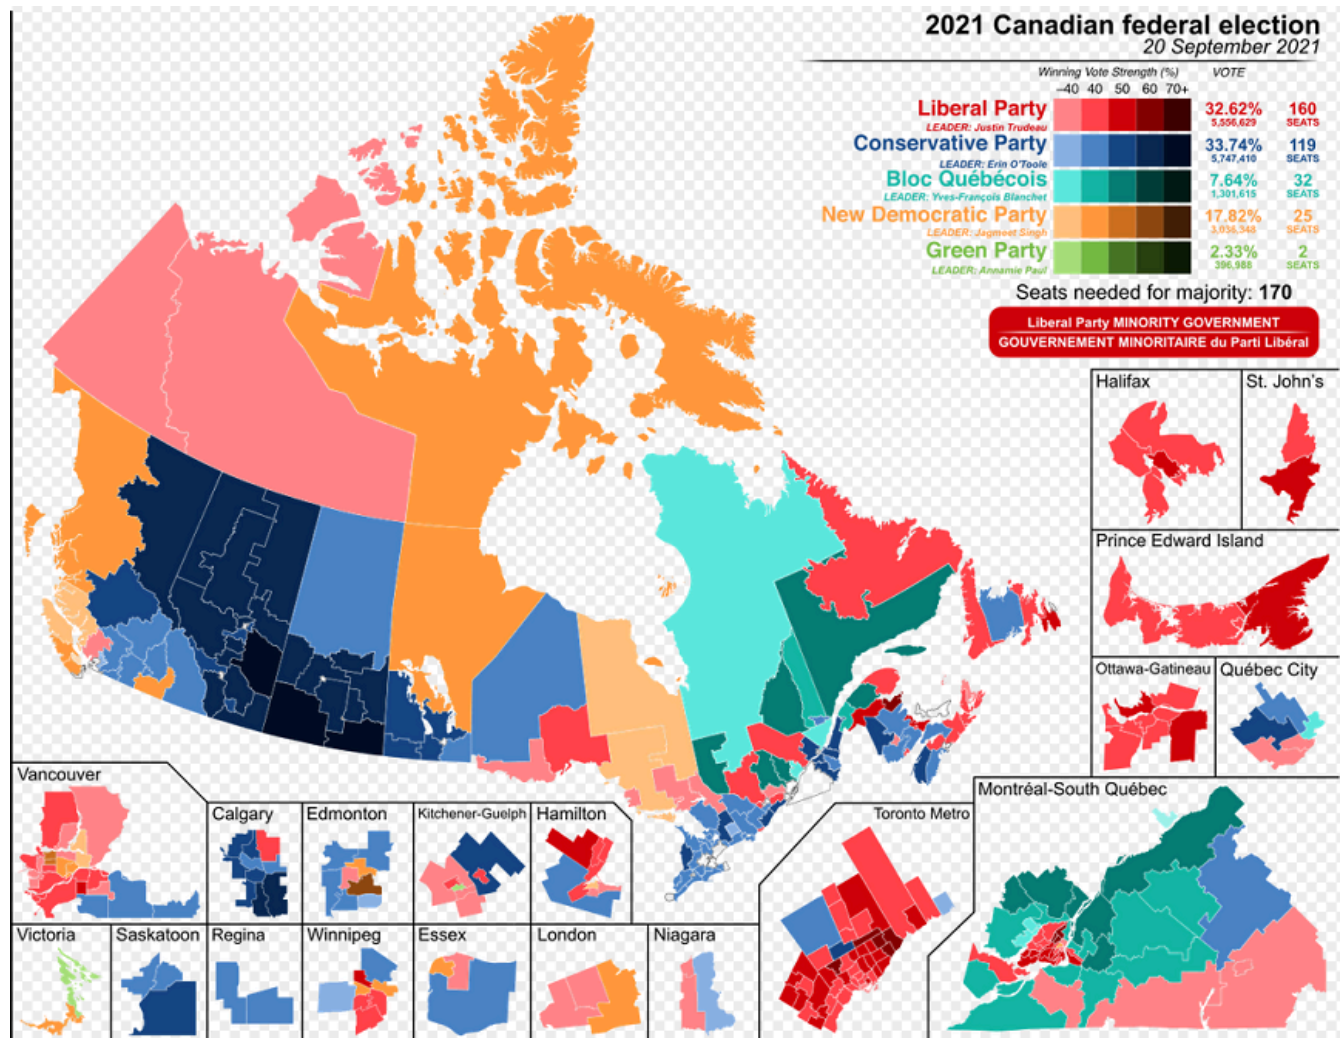 2021 Canadian federal election
20 September 2021
Winning Vote Strength (%) VOTE
–40 40 50 60 70+
Liberal Party 32.62% 160
LEADER: Justin Trudeau 5,556,629 SEATS
Conservative Party 33.74% 119
LEADER: Erin O'Toole 5,747,410 SEATS
Bloc Québécois 7.64% 32
LEADER: Yves-François Blanchet 1,301,615 SEATS
New Democratic Party 17.82% 25
LEADER: Jagmeet Singh 3,036,348 SEATS
Green Party 2.33% 2
LEADER: Annamie Paul 396,988 SEATS
Seats needed for majority: 170
Liberal Party MINORITY GOVERNMENT
GOUVERNEMENT MINORITAIRE du Parti Libéral
Halifax
St. John's
Prince Edward Island
Ottawa-Gatineau
Québec City
Vancouver
Calgary
Edmonton
Kitchener-Guelph
Hamilton
Toronto Metro
Montréal-South Québec
Victoria
Saskatoon
Regina
Winnipeg
Essex
London
Niagara